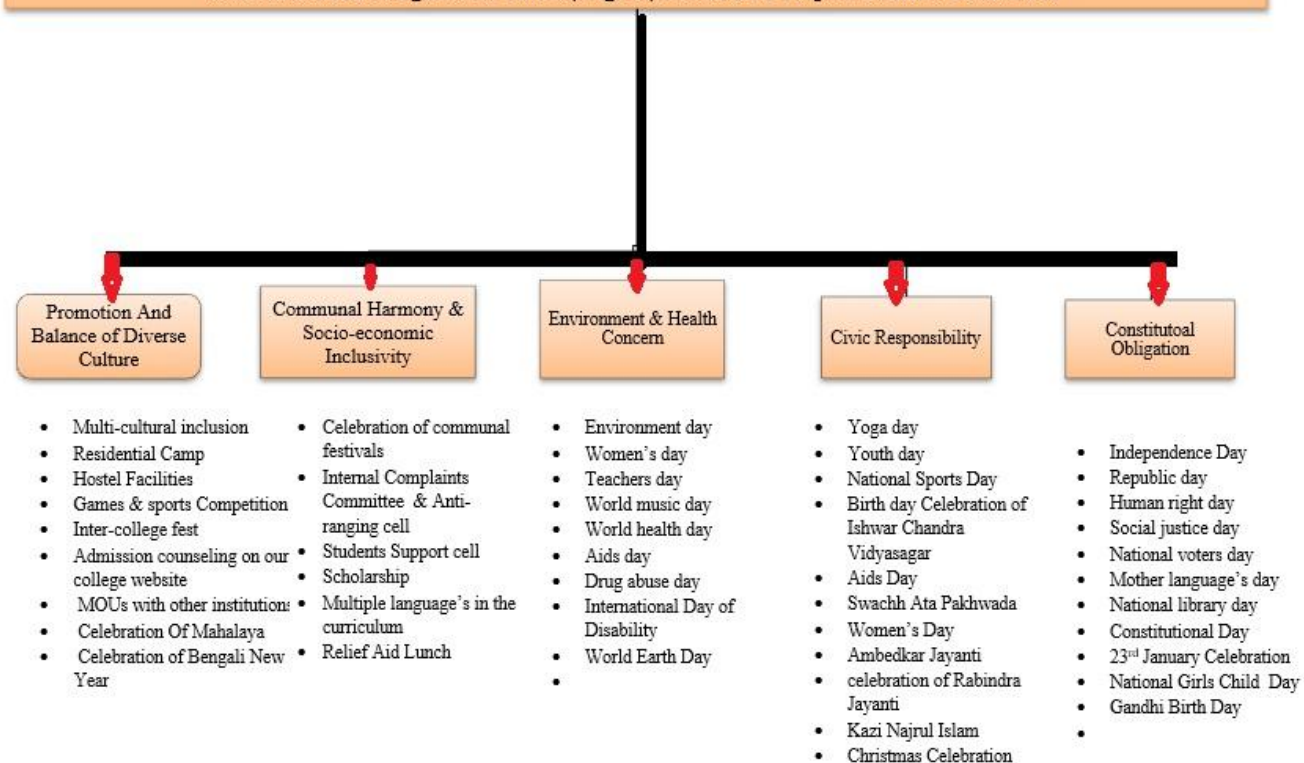 Promotion And
Balance of Diverse
Culture
Communal Harmony &
Socio-economic
Inclusivity
Environment & Health
Concern
Civic Responsibility
Constitutoal
Obligation
• Multi-cultural inclusion
• Residential Camp
• Hostel Facilities
• Games & sports Competition
• Inter-college fest
• Admission counseling on our
college website
• MOUs with other institutions
• Celebration Of Mahalaya
• Celebration of Bengali New
Year
• Celebration of communal
festivals
• Internal Complaints
Committee & Anti-
ranging cell
• Students Support cell
• Scholarship
• Multiple language's in the
curriculum
• Relief Aid Lunch
• Environment day
• Women's day
• Teachers day
• World music day
• World health day
• Aids day
• Drug abuse day
• International Day of
Disability
• World Earth Day
•
• Yoga day
• Youth day
• National Sports Day
• Birth day Celebration of
Ishwar Chandra
Vidyasagar
• Aids Day
• Swachh Ata Pakhwada
• Women's Day
• Ambedkar Jayanti
• celebration of Rabindra
Jayanti
• Kazi Najrul Islam
• Christmas Celebration
• Independence Day
• Republic day
• Human right day
• Social justice day
• National voters day
• Mother language's day
• National library day
• Constitutional Day
• 23rd January Celebration
• National Girls Child Day
• Gandhi Birth Day
•